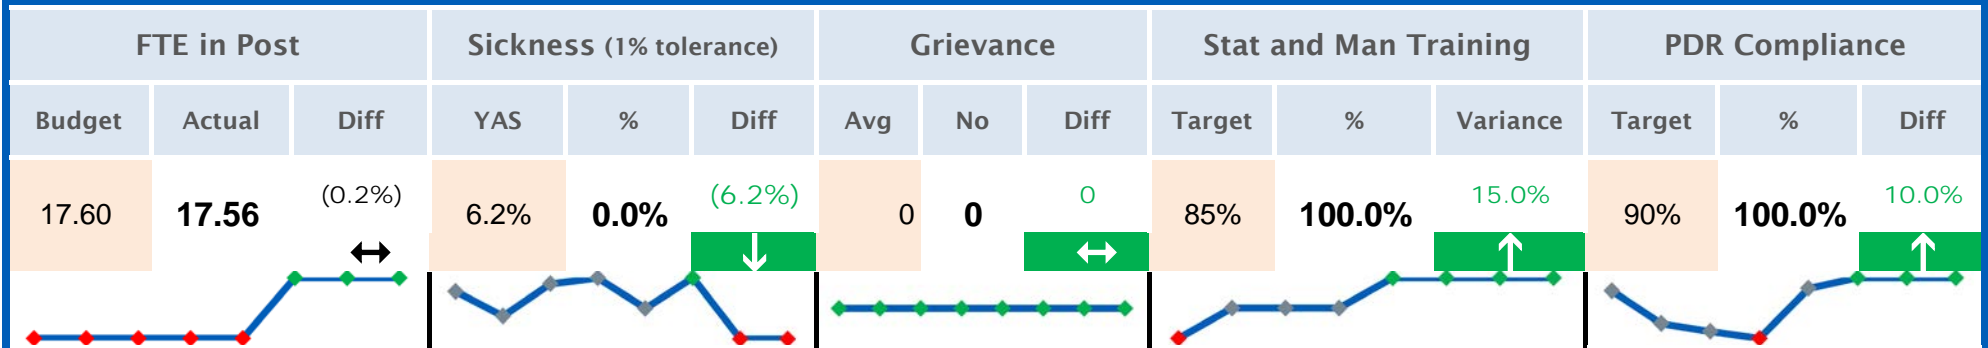 FTE in Post Sickness (1% tolerance) Grievance Stat and Man Training PDR Compliance
Budget Actual Diff YAS % Diff Avg No Diff Target % Variance Target % Diff
17.60 17.56 (0.2%) 6.2% 0.0% (6.2%) 0 0 0 85% 100.0% 15.0% 90% 100.0% 10.0%